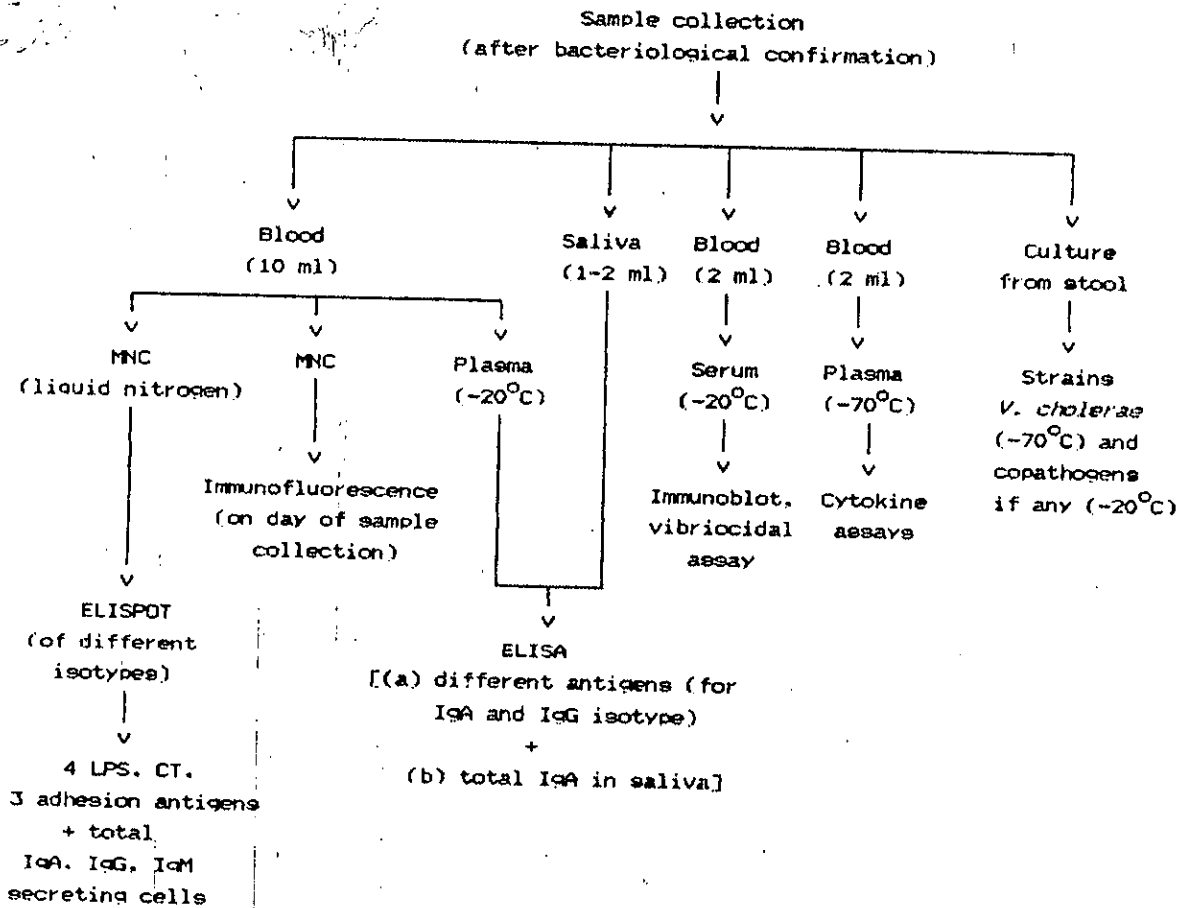 Sample collection
(after bacteriological confirmation)
Blood
(10 ml)
Saliva
(1-2 ml)
Blood
(2 ml)
Blood
(2 ml)
Culture
from stool
MNC
(liquid nitrogen)
MNC
Plasma
(-20°C)
Serum
(-20°C)
Plasma
(-70°C)
Strains
V. cholerae
(-70°C) and
copathogens
if any (-20°C)
Immunofluorescence
(on day of sample
collection)
Immunoblot,
vibriocidal
assay
Cytokine
assays
ELISPOT
(of different
isotypes)
ELISA
[(a) different antigens (for
IgA and IgG isotype)
+
(b) total IgA in saliva]
4 LPS. CT.
3 adhesion antigens
+ total
IgA. IgG, IgM
secreting cells